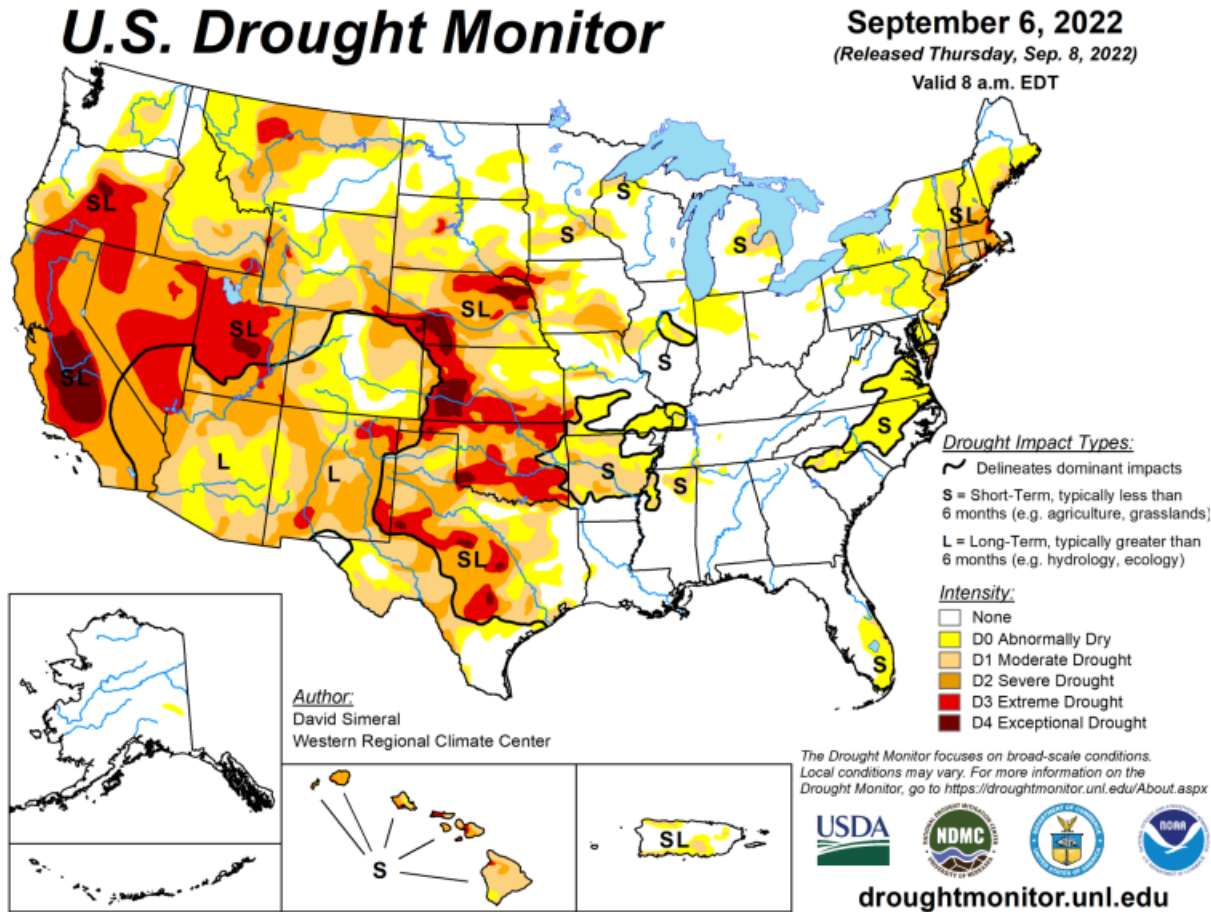 U.S. Drought Monitor
September 6, 2022
(Released Thursday, Sep. 8, 2022)
Valid 8 a.m. EDT
S
SL
SL
S
S
SL
SL
S
SL
S
L
L
S
S
SL
S
SL
S
Drought Impact Types:
Delineates dominant impacts
S = Short-Term, typically less than
6 months (e.g. agriculture, grasslands)
L = Long-Term, typically greater than
6 months (e.g. hydrology, ecology)
Intensity:
None
D0 Abnormally Dry
D1 Moderate Drought
D2 Severe Drought
D3 Extreme Drought
D4 Exceptional Drought
Author:
David Simeral
Western Regional Climate Center
The Drought Monitor focuses on broad-scale conditions.
Local conditions may vary. For more information on the
Drought Monitor, go to https://droughtmonitor.unl.edu/About.aspx
USDA
NDMC
NOAA
droughtmonitor.unl.edu